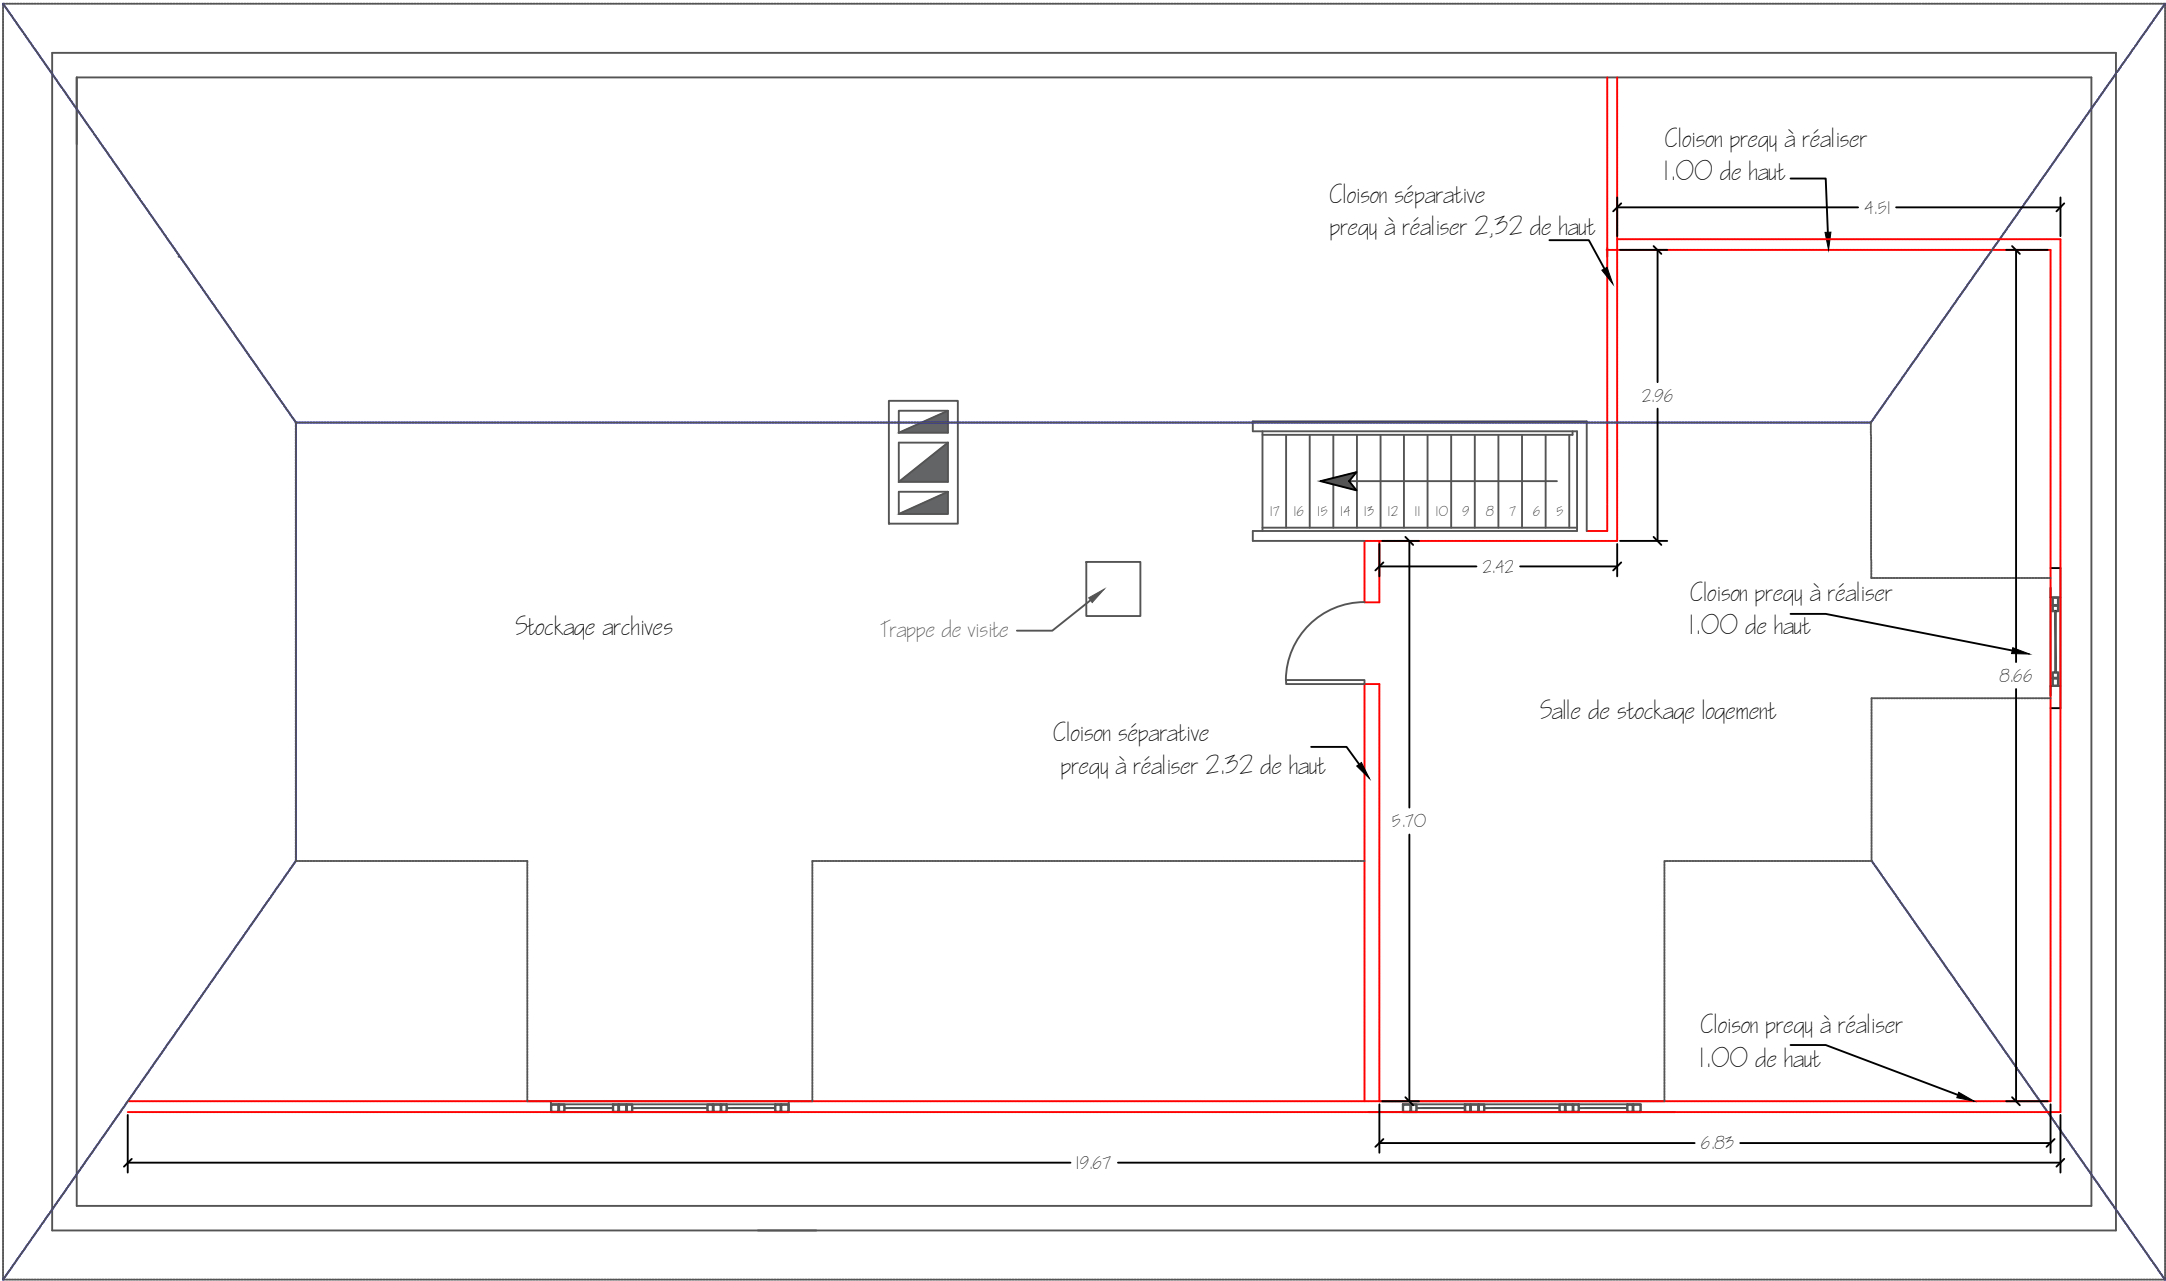 Cloison preqy à réaliser
1.00 de haut
Cloison séparative
preqy à réaliser 2,32 de haut
4.51
2.96
17 16 15 14 13 12 11 10 9 8 7 6 5
2.42
Stockage archives
Trappe de visite
Cloison preqy à réaliser
1.00 de haut
8.66
Salle de stockage logement
Cloison séparative
preqy à réaliser 2.32 de haut
5.70
Cloison preqy à réaliser
1.00 de haut
6.83
19.67